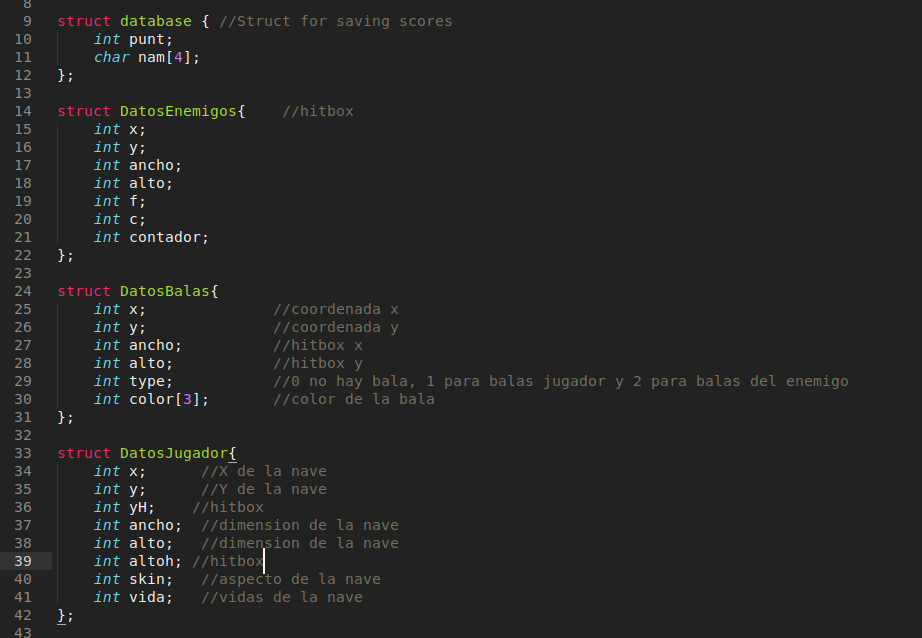 8
9 struct database { //Struct for saving scores
10 int punt;
11 char nam[4];
12 };
13
14 struct DatosEnemigos{ //hitbox
15 int x;
16 int y;
17 int ancho;
18 int alto;
19 int f;
20 int c;
21 int contador;
22 };
23
24 struct DatosBalas{
25 int x; //coordenada x
26 int y; //coordenada y
27 int ancho; //hitbox x
28 int alto; //hitbox y
29 int type; //0 no hay bala, 1 para balas jugador y 2 para balas del enemigo
30 int color[3]; //color de la bala
31 };
32
33 struct DatosJugador{
34 int x; //X de la nave
35 int y; //Y de la nave
36 int yH; //hitbox
37 int ancho; //dimension de la nave
38 int alto; //dimension de la nave
39 int altoh; //hitbox
40 int skin; //aspecto de la nave
41 int vida; //vidas de la nave
42 };
43